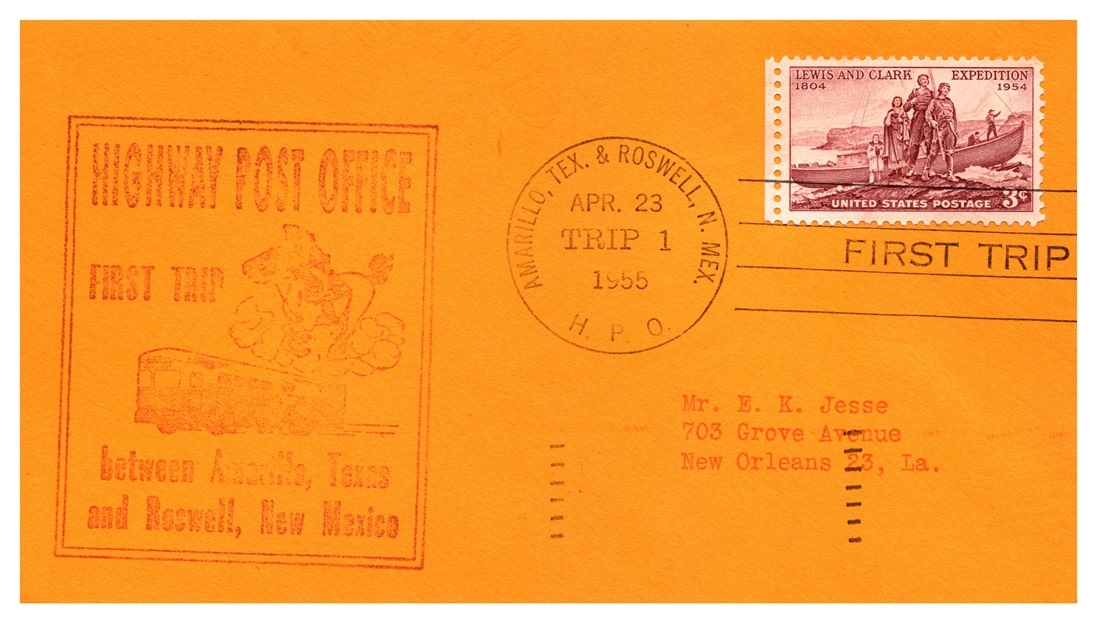 HIGHWAY POST OFFICE
FIRST TRIP
between Amarillo, Texas
and Roswell, New Mexico
AMARILLO, TEX. & ROSWELL, N. MEX.
APR. 23
TRIP 1
1955
H. P. O.
LEWIS AND CLARK EXPEDITION
1804 1954
3¢
UNITED STATES POSTAGE
FIRST TRIP
Mr. E. K. Jesse
703 Grove Avenue
New Orleans 23, La.